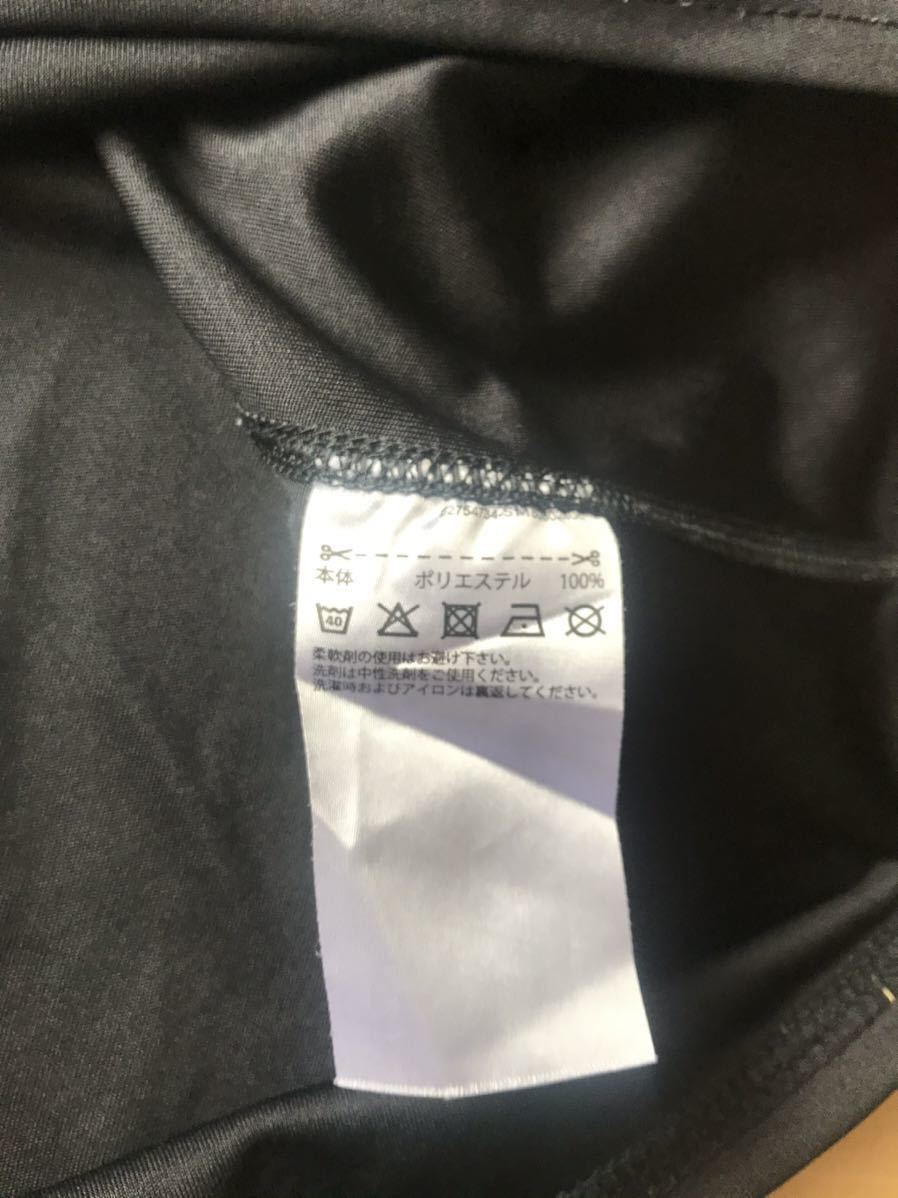 本体 ポリエステル 100%
40
柔軟剤の使用はお避け下さい。
洗剤は中性洗剤をご使用ください。
洗濯時およびアイロンは裏返してください。